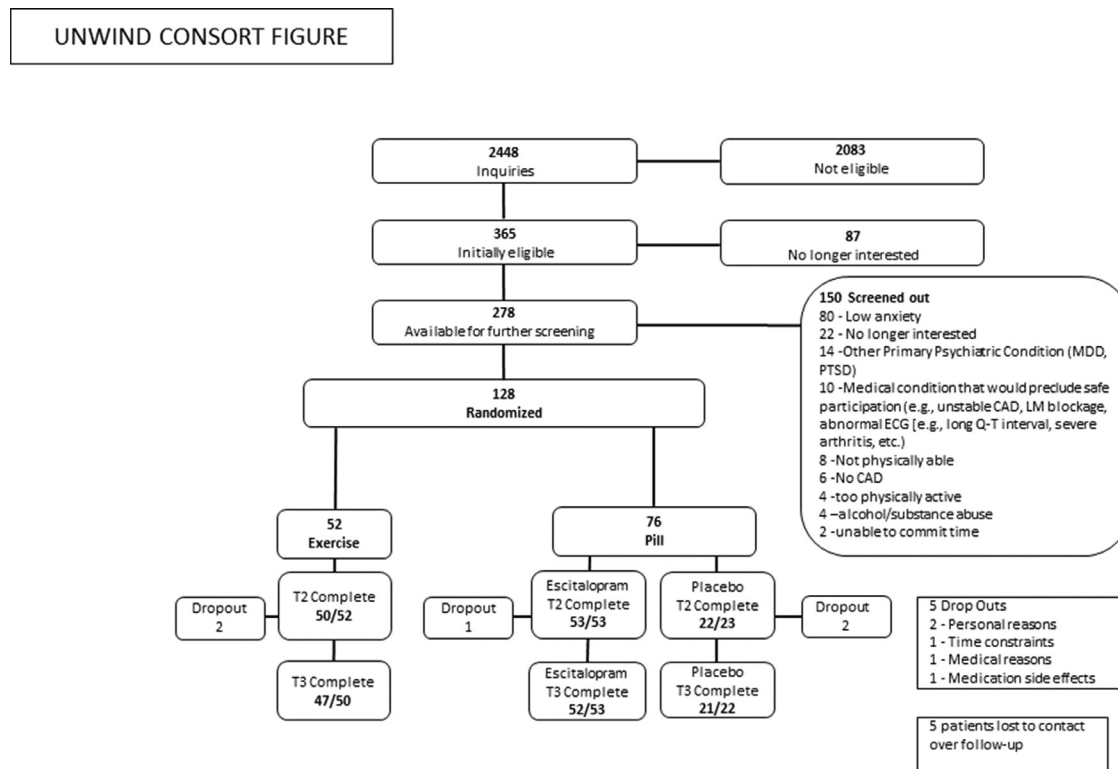 UNWIND CONSORT FIGURE
2448
Inquiries
2083
Not eligible
365
Initially eligible
87
No longer interested
278
Available for further screening
150 Screened out
80 - Low anxiety
22 - No longer interested
14 -Other Primary Psychiatric Condition (MDD,
PTSD)
10 -Medical condition that would preclude safe
participation (e.g., unstable CAD, LM blockage,
abnormal ECG [e.g., long Q-T interval, severe
arthritis, etc.)
8 -Not physically able
6 -No CAD
4 -too physically active
4 –alcohol/substance abuse
2 -unable to commit time
128
Randomized
52
Exercise
76
Pill
Dropout
2
T2 Complete
50/52
Dropout
1
Escitalopram
T2 Complete
53/53
Placebo
T2 Complete
22/23
Dropout
2
T3 Complete
47/50
Escitalopram
T3 Complete
52/53
Placebo
T3 Complete
21/22
5 Drop Outs
2 - Personal reasons
1 - Time constraints
1 - Medical reasons
1 - Medication side effects
5 patients lost to contact
over follow-up